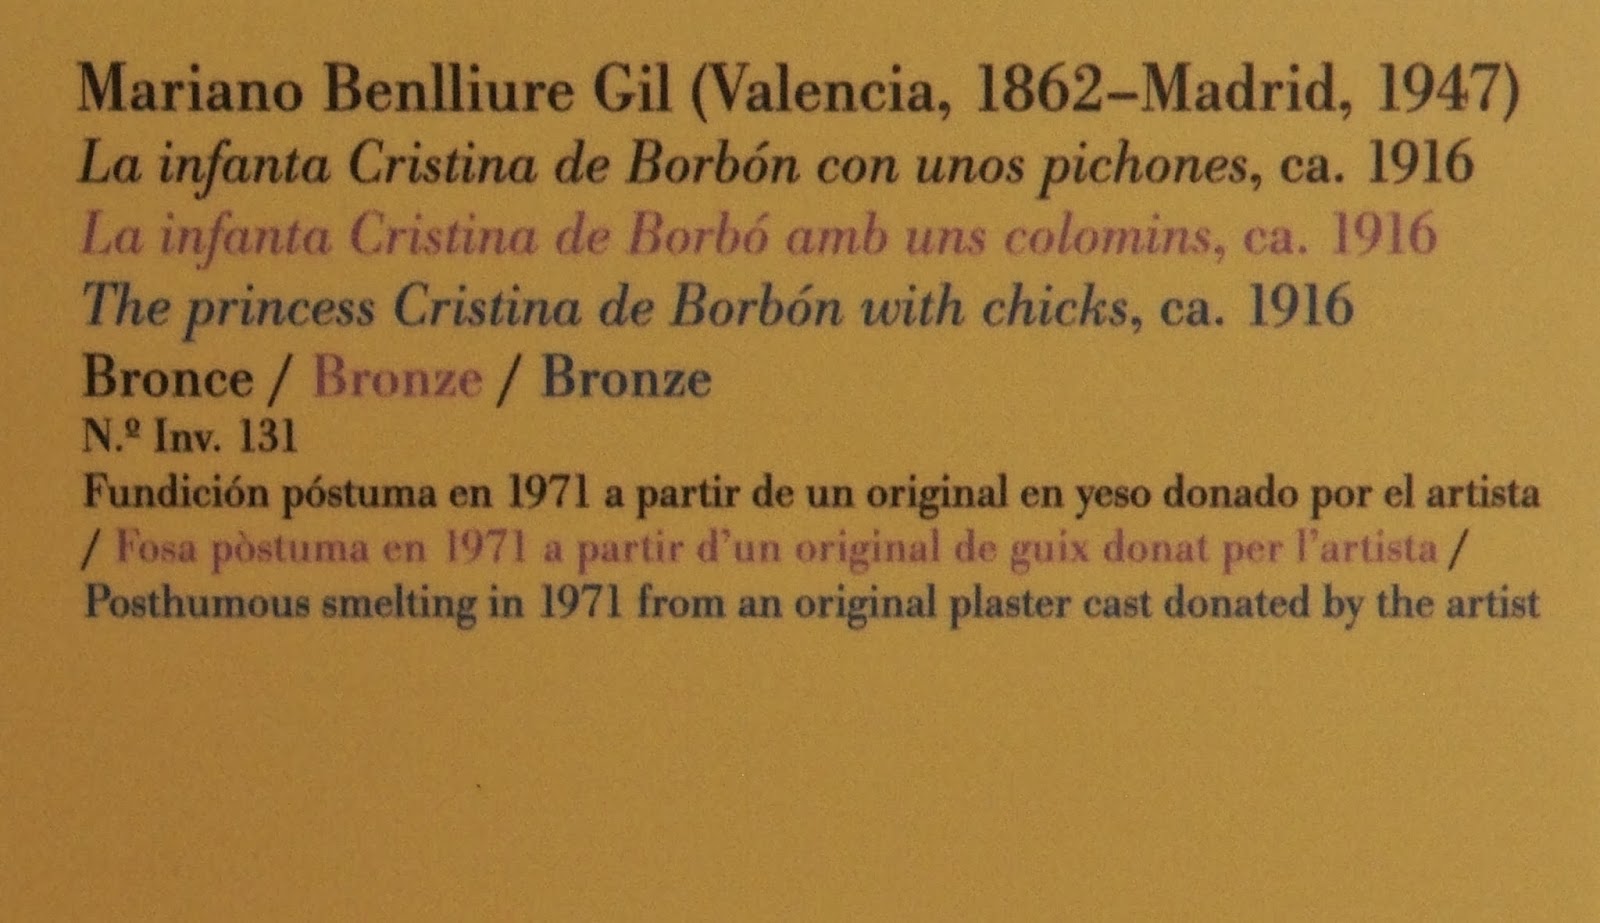 Mariano Benlliure Gil (Valencia, 1862–Madrid, 1947)
La infanta Cristina de Borbón con unos pichones, ca. 1916
La infanta Cristina de Borbó amb uns colomins, ca. 1916
The princess Cristina de Borbón with chicks, ca. 1916
Bronce / Bronze / Bronze
N.º Inv. 131
Fundición póstuma en 1971 a partir de un original en yeso donado por el artista
/ Fosa pòstuma en 1971 a partir d’un original de guix donat per l’artista /
Posthumous smelting in 1971 from an original plaster cast donated by the artist